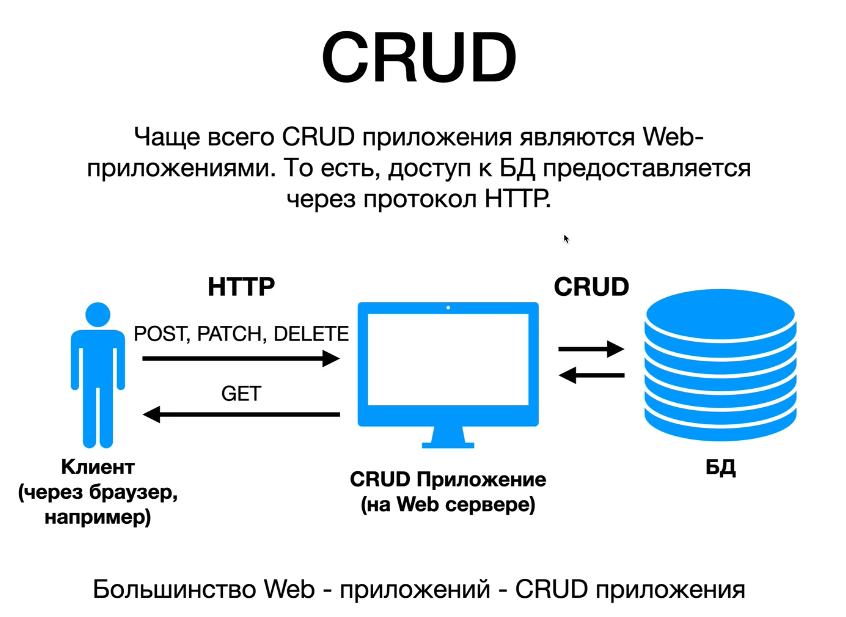 CRUD
Чаще всего CRUD приложения являются Web-
приложениями. То есть, доступ к БД предоставляется
через протокол HTTP.
HTTP
CRUD
POST, PATCH, DELETE
GET
Клиент
(через браузер,
например)
CRUD Приложение
(на Web сервере)
БД
Большинство Web - приложений - CRUD приложения